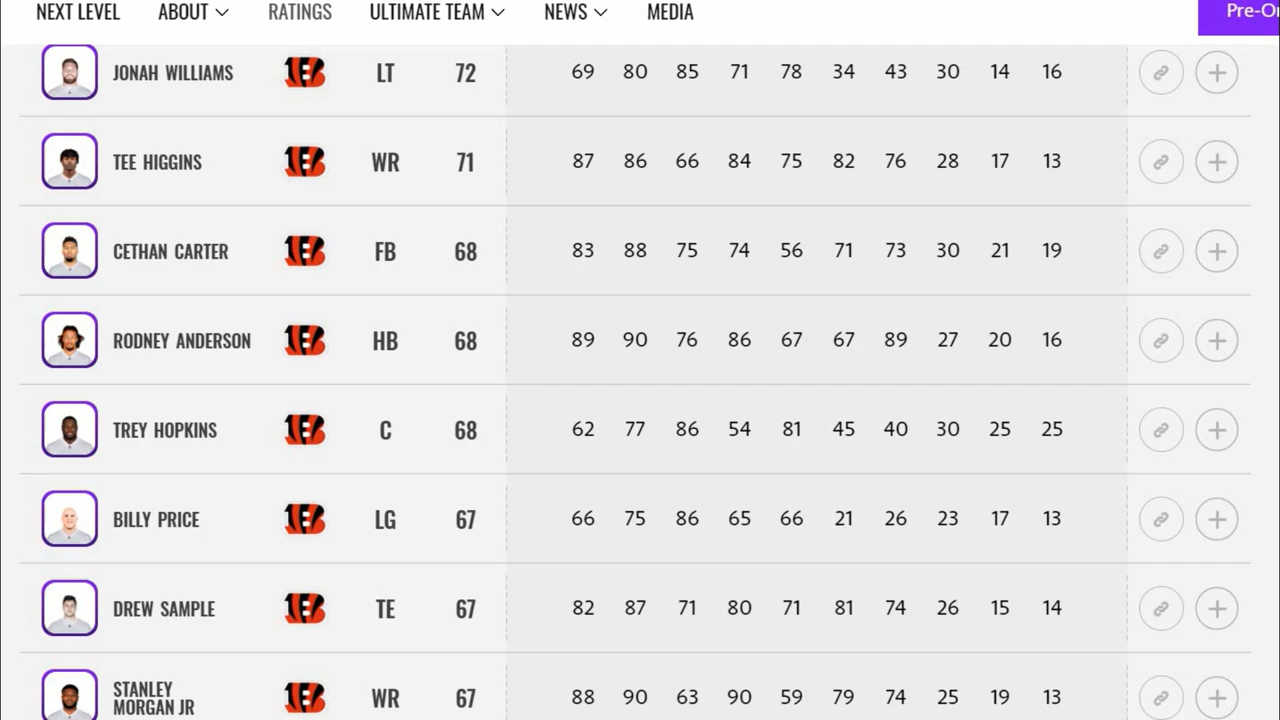 NEXT LEVEL ABOUT RATINGS ULTIMATE TEAM NEWS MEDIA Pre-Or
JONAH WILLIAMS LT 72 69 80 85 71 78 34 43 30 14 16
TEE HIGGINS WR 71 87 86 66 84 75 82 76 28 17 13
CETHAN CARTER FB 68 83 88 75 74 56 71 73 30 21 19
RODNEY ANDERSON HB 68 89 90 76 86 67 67 89 27 20 16
TREY HOPKINS C 68 62 77 86 54 81 45 40 30 25 25
BILLY PRICE LG 67 66 75 86 65 66 21 26 23 17 13
DREW SAMPLE TE 67 82 87 71 80 71 81 74 26 15 14
STANLEY
MORGAN JR WR 67 88 90 63 90 59 79 74 25 19 13